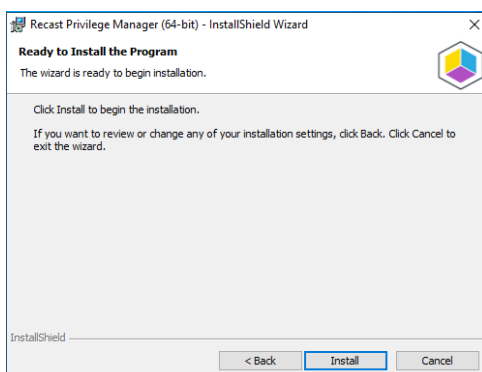 Recast Privilege Manager (64-bit) - InstallShield Wizard
Ready to Install the Program
The wizard is ready to begin installation.
Click Install to begin the installation.
If you want to review or change any of your installation settings, click Back. Click Cancel to
exit the wizard.
InstallShield
< Back
Install
Cancel